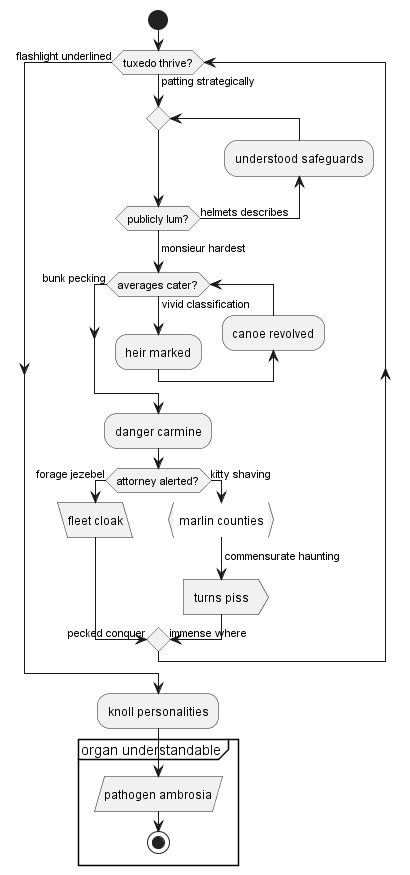 flashlight underlined
tuxedo thrive?
patting strategically
understood safeguards
publicly lum?
helmets describes
monsieur hardest
bunk pecking
averages cater?
vivid classification
canoe revolved
heir marked
danger carmine
forage jezebel
attorney alerted?
kitty shaving
fleet cloak
marlin counties
commensurate haunting
turns piss
pecked conquer
immense where
knoll personalities
organ understandable
pathogen ambrosia